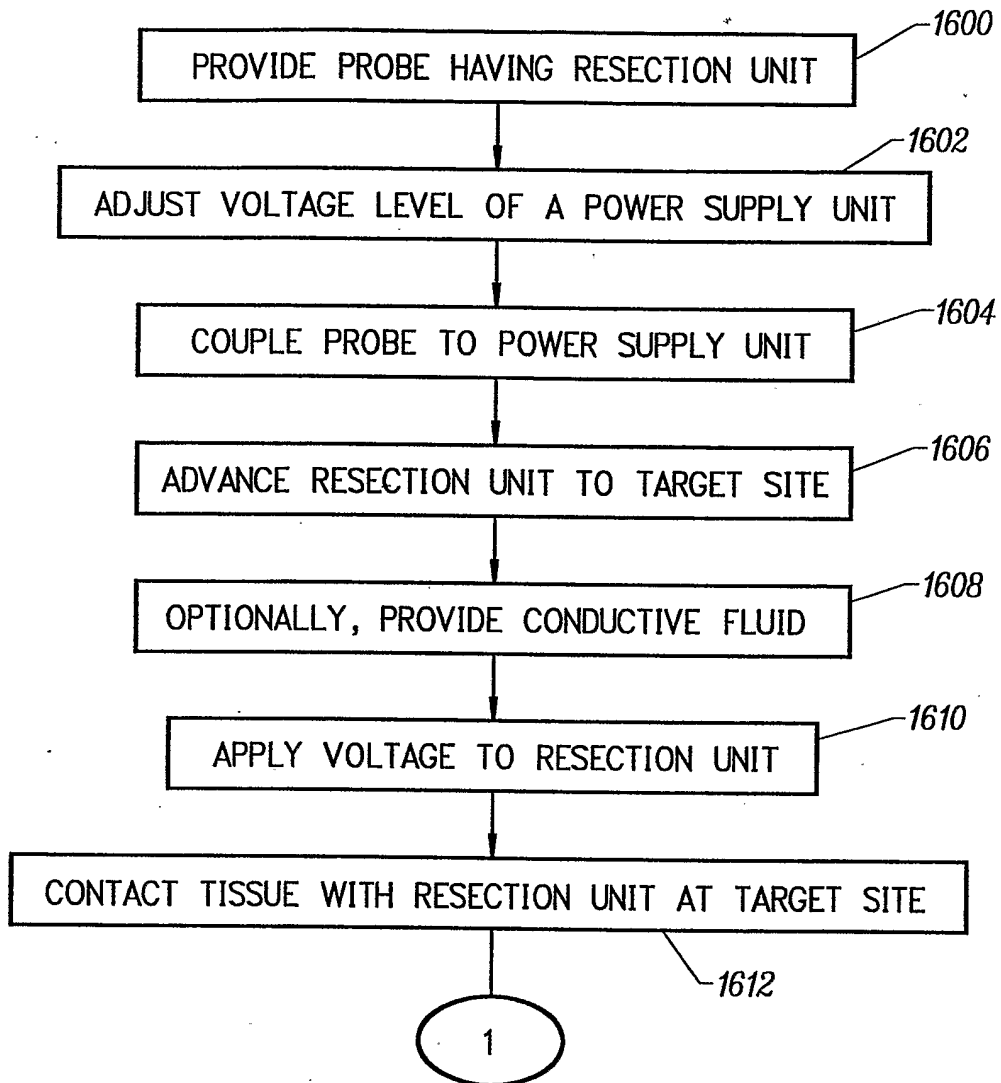 1600
PROVIDE PROBE HAVING RESECTION UNIT
1602
ADJUST VOLTAGE LEVEL OF A POWER SUPPLY UNIT
1604
COUPLE PROBE TO POWER SUPPLY UNIT
1606
ADVANCE RESECTION UNIT TO TARGET SITE
1608
OPTIONALLY, PROVIDE CONDUCTIVE FLUID
1610
APPLY VOLTAGE TO RESECTION UNIT
CONTACT TISSUE WITH RESECTION UNIT AT TARGET SITE
1612
1